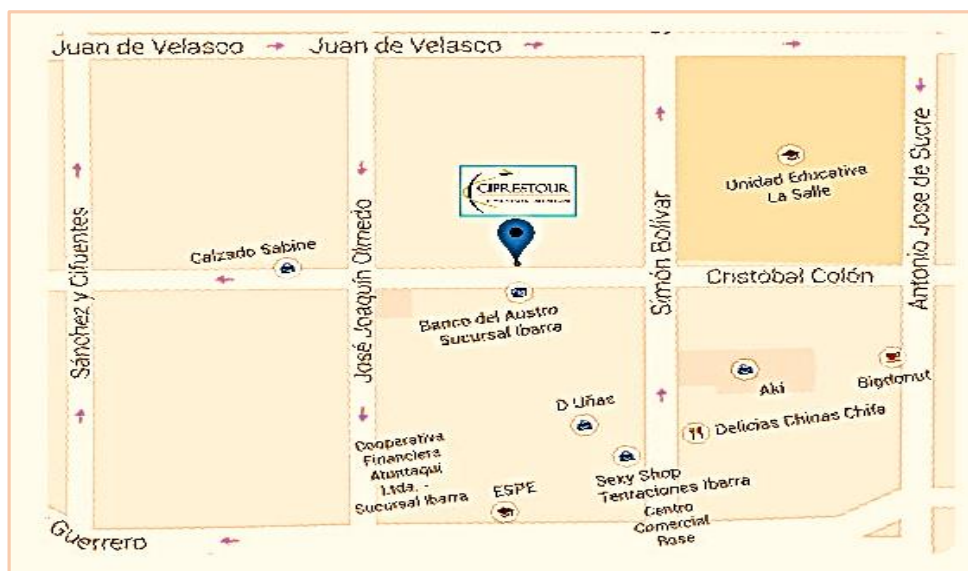 Juan de Velasco
Juan de Velasco
CIPRESTOUR
Unidad Educativa
La Salle
Antonio Jose de Sucre
Sánchez y Cifuentes
José Joaquín Olmedo
Simón Bolívar
Calzado Sabine
Cristóbal Colón
Banco del Austro
Sucursal Ibarra
Aki
Bigdonut
D'Uñas
Delicias Chinas Chifa
Cooperativa
Financiera
Atuntaqui
Ltda. -
Sucursal Ibarra
ESPE
Sexy Shop
Tentaciones Ibarra
Centro
Comercial
Rose
Guerrero